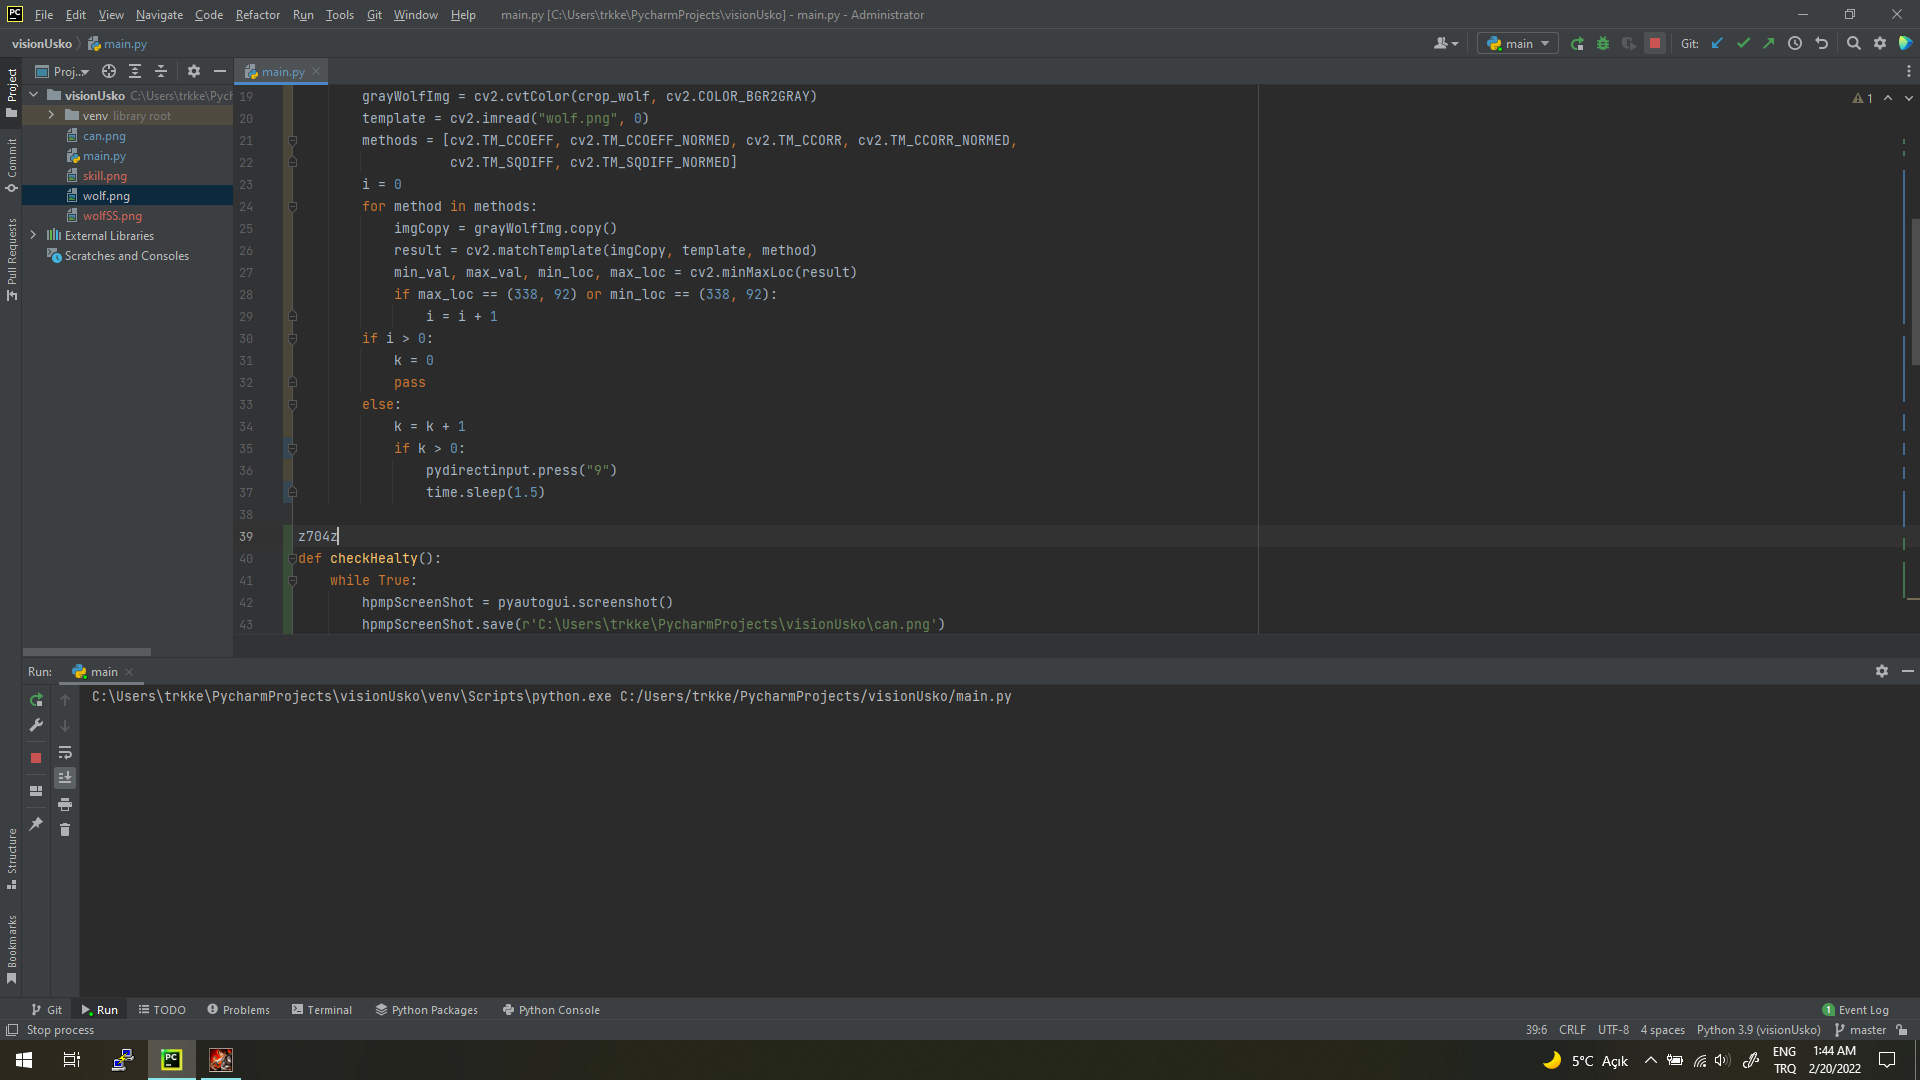 PC File Edit View Navigate Code Refactor Run Tools Git Window Help main.py [C:\Users\trkke\PycharmProjects\visionUsko] - main.py - Administrator
visionUsko main.py main Git:
Proj... main.py
Project
Commit
Pull Requests
visionUsko C:\Users\trkke\Pych
venv library root
can.png
main.py
skill.png
wolf.png
wolfSS.png
External Libraries
Scratches and Consoles
1
19 grayWolfImg = cv2.cvtColor(crop_wolf, cv2.COLOR_BGR2GRAY)
20 template = cv2.imread("wolf.png", 0)
21 methods = [cv2.TM_CCOEFF, cv2.TM_CCOEFF_NORMED, cv2.TM_CCORR, cv2.TM_CCORR_NORMED,
22 cv2.TM_SQDIFF, cv2.TM_SQDIFF_NORMED]
23 i = 0
24 for method in methods:
25 imgCopy = grayWolfImg.copy()
26 result = cv2.matchTemplate(imgCopy, template, method)
27 min_val, max_val, min_loc, max_loc = cv2.minMaxLoc(result)
28 if max_loc == (338, 92) or min_loc == (338, 92):
29 i = i + 1
30 if i > 0:
31 k = 0
32 pass
33 else:
34 k = k + 1
35 if k > 0:
36 pydirectinput.press("9")
37 time.sleep(1.5)
38
39 z704z
40 def checkHealty():
41 while True:
42 hpmpScreenShot = pyautogui.screenshot()
43 hpmpScreenShot.save(r'C:\Users\trkke\PycharmProjects\visionUsko\can.png')
Run: main
C:\Users\trkke\PycharmProjects\visionUsko\venv\Scripts\python.exe C:/Users/trkke/PycharmProjects/visionUsko/main.py
Structure
Bookmarks
Git Run TODO Problems Terminal Python Packages Python Console 1 Event Log
Stop process 39:6 CRLF UTF-8 4 spaces Python 3.9 (visionUsko) master
PC 5°C Açık ENG 1:44 AM
TRQ 2/20/2022